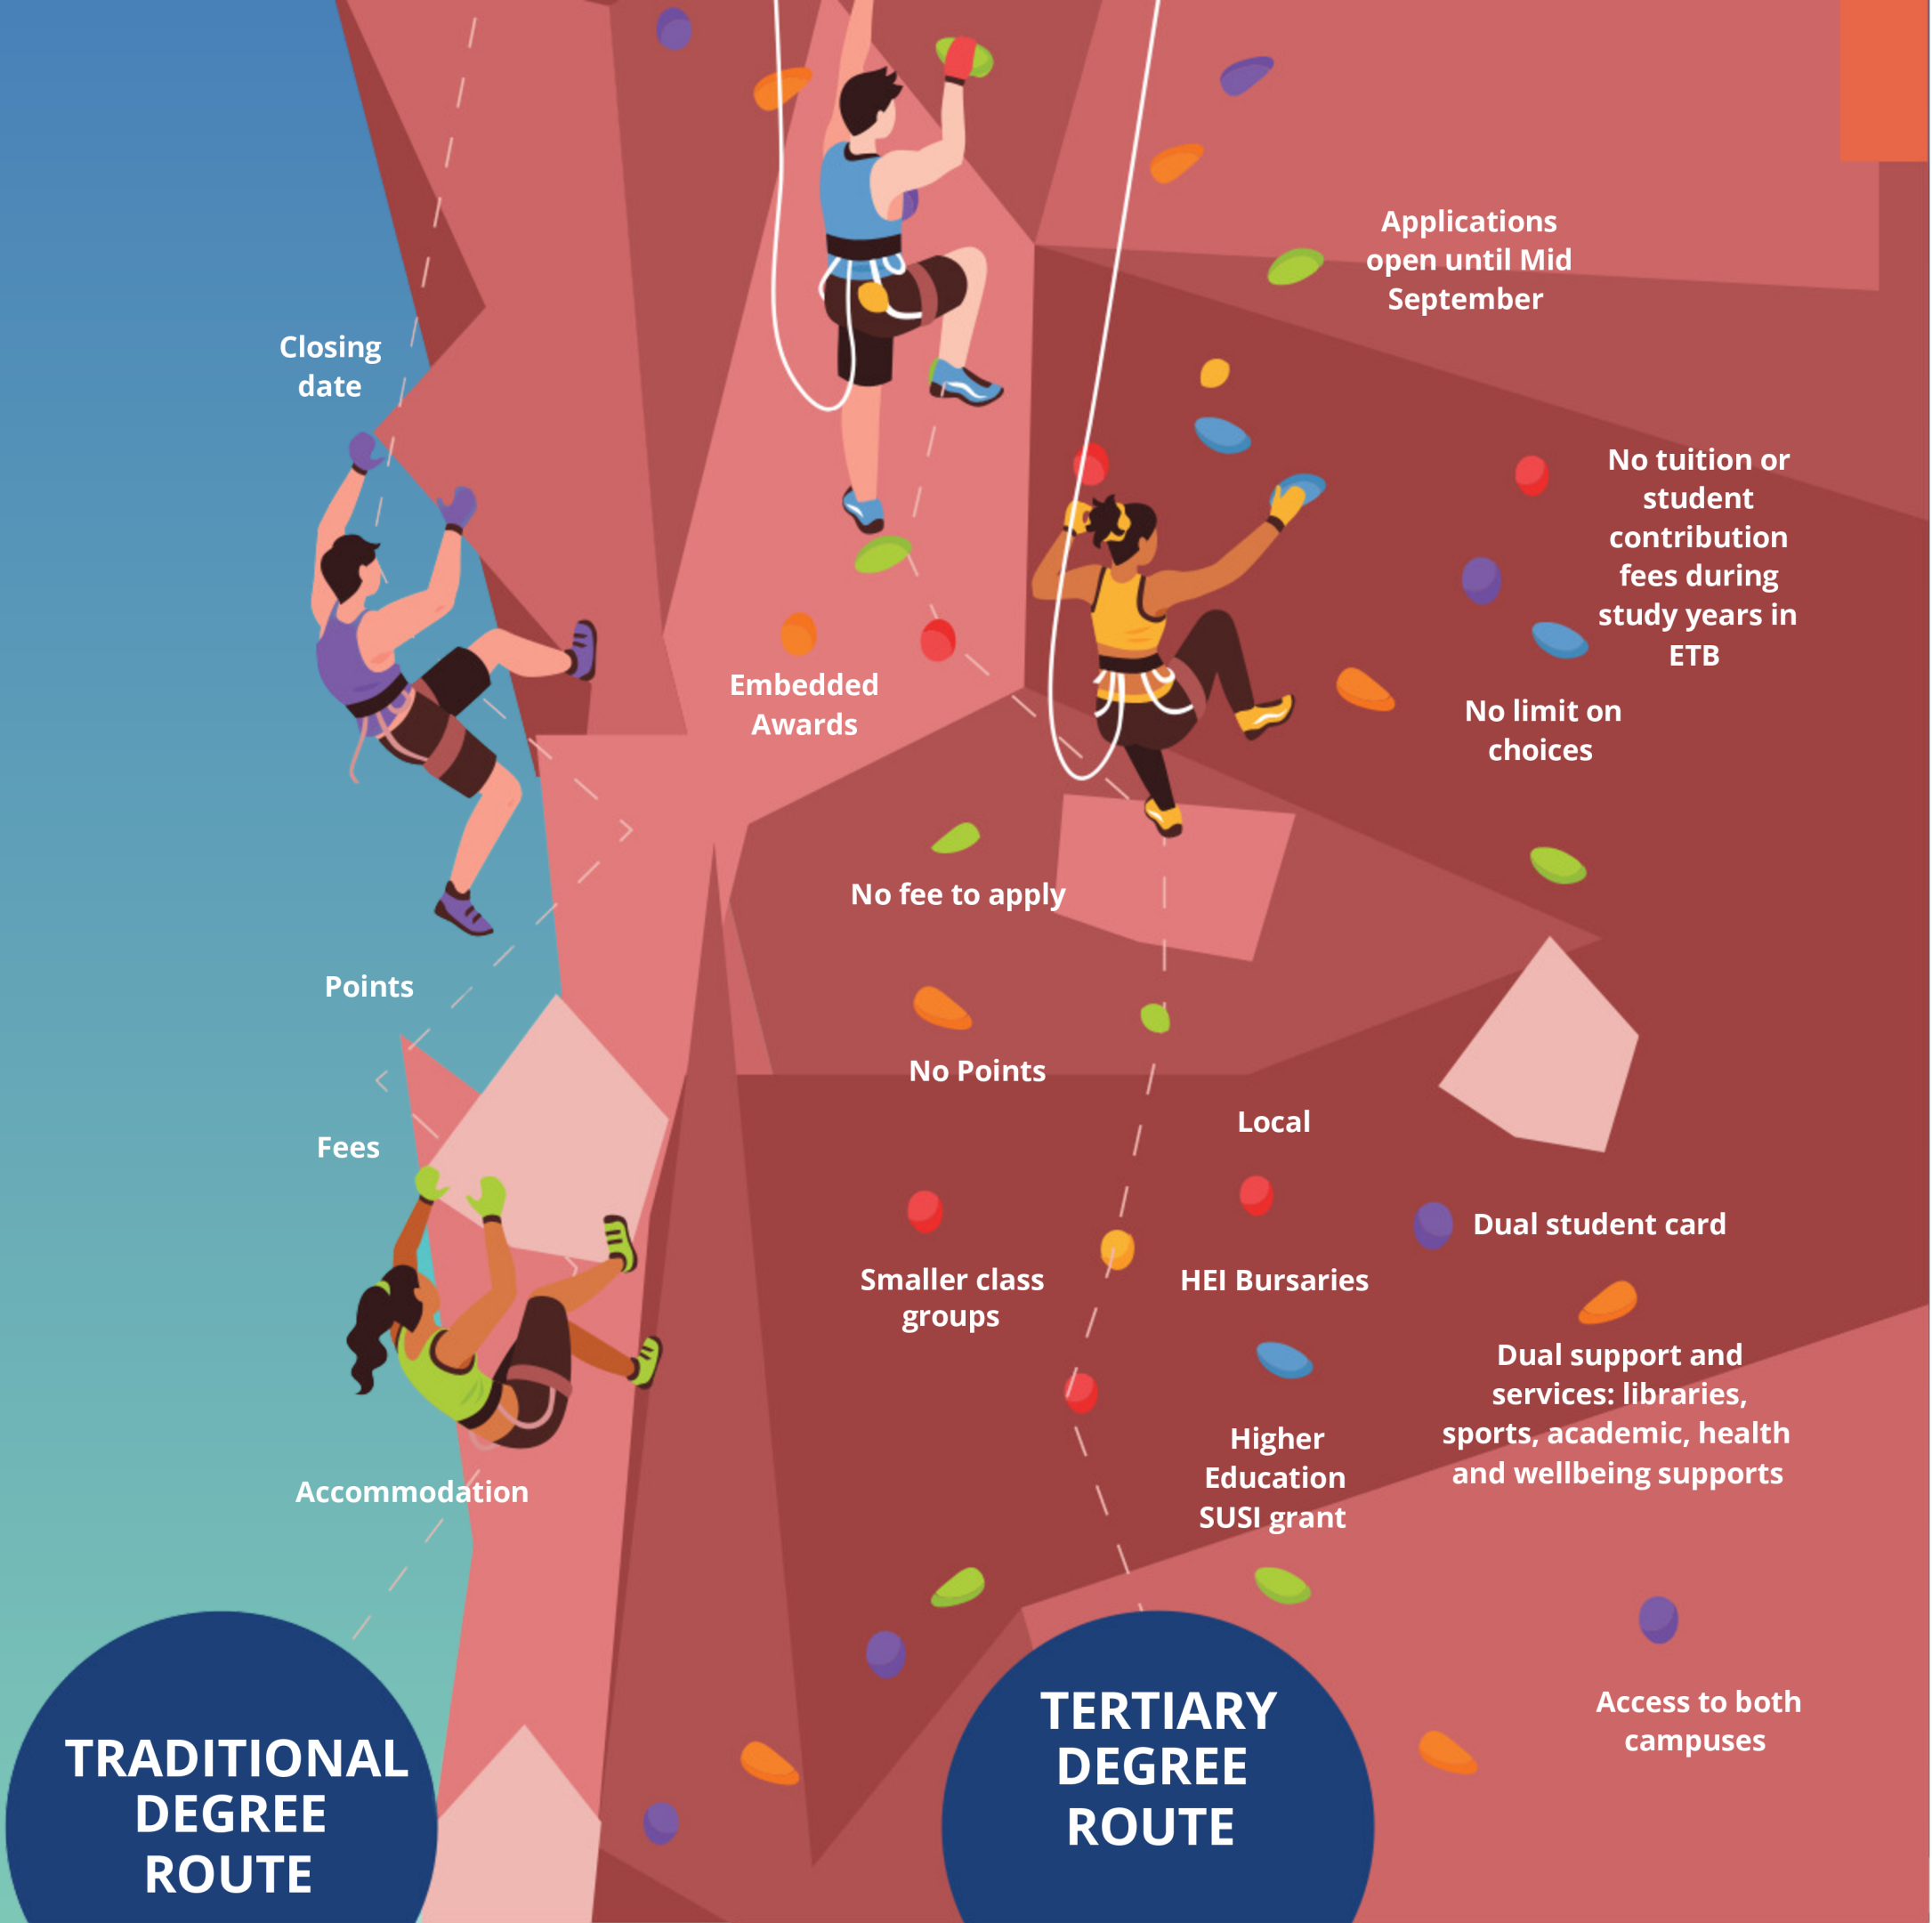 Applications
open until Mid
September
Closing
date
No tuition or
student
contribution
fees during
study years in
ETB
Embedded
Awards
No limit on
choices
No fee to apply
Points
No Points
Fees
Local
Smaller class
groups
HEI Bursaries
Dual student card
Dual support and
services: libraries,
sports, academic, health
and wellbeing supports
Higher
Education
SUSI grant
Accommodation
Access to both
campuses
TRADITIONAL
DEGREE
ROUTE
TERTIARY
DEGREE
ROUTE